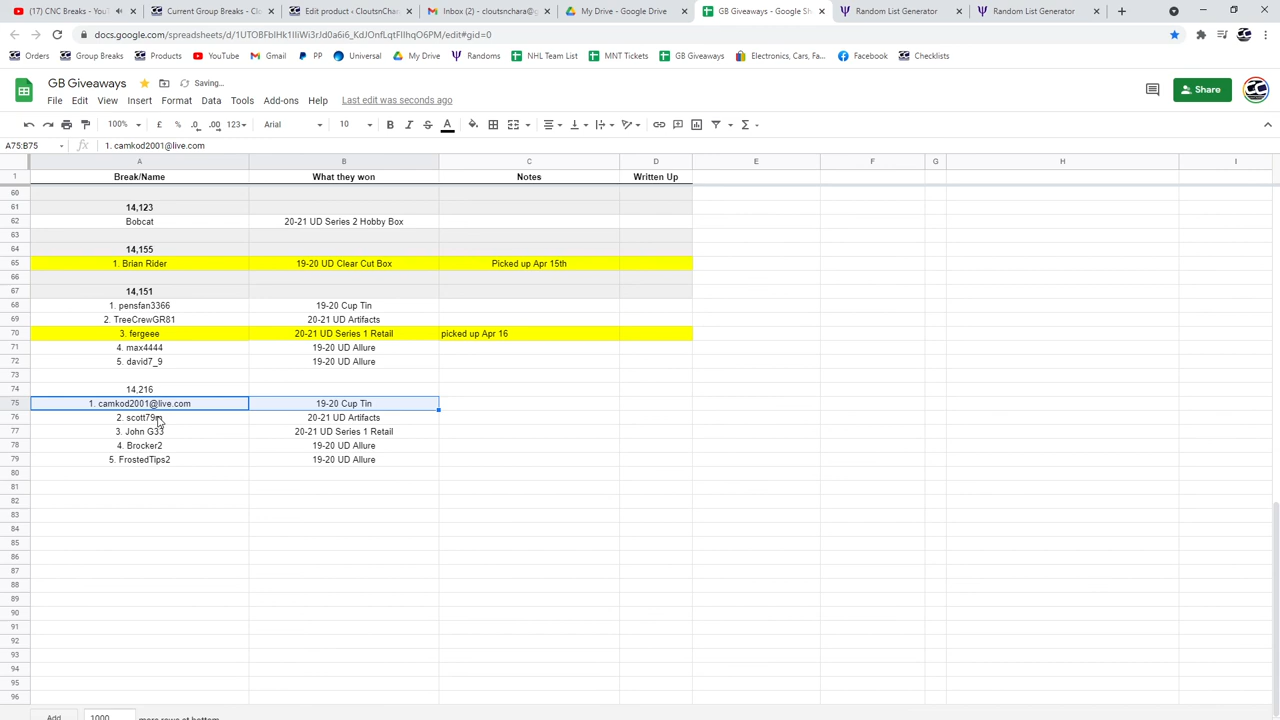 (17) CNC Breaks - YouTube
Current Group Breaks - Cl
Edit product • CloutsnChar
Inbox (2) - cloutsnchara@g
My Drive - Google Drive
GB Giveaways - Google Sh
Random List Generator
Random List Generator
Orders
Group Breaks
Products
YouTube
Gmail
PP
Universal
My Drive
Randoms
NHL Team List
MNT Tickets
GB Giveaways
Electronics, Cars, Fa
Facebook
Checklists
GB Giveaways
Saving...
File Edit View Insert Format Data Tools Add-ons Help Last edit was seconds ago
Share
100% £ % .0 .00 123 Arial 10 B I S A
A75:B75 fx 1. camkod2001@live.com
A B C D E F G H I
1 Break/Name What they won Notes Written Up
60
61 14,123
62 Bobcat 20-21 UD Series 2 Hobby Box
63
64 14,155
65 1. Brian Rider 19-20 UD Clear Cut Box Picked up Apr 15th
66
67 14,151
68 1. pensfan3366 19-20 Cup Tin
69 2. TreeCrewGR81 20-21 UD Artifacts
70 3. fergeee 20-21 UD Series 1 Retail picked up Apr 16
71 4. max4444 19-20 UD Allure
72 5. david7_9 19-20 UD Allure
73
74 14,216
75 1. camkod2001@live.com 19-20 Cup Tin
76 2. 20-21 UD Artifacts
77 3. John G33 20-21 UD Series 1 Retail
78 4. Brocker2 19-20 UD Allure
79 5. FrostedTips2 19-20 UD Allure
80
81
82
83
84
85
86
87
88
89
90
91
92
93
94
95
96
Add 1000 more rows at bottom